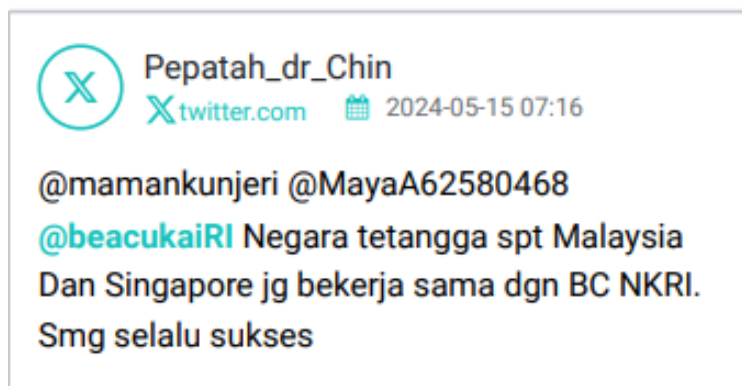 Pepatah_dr_Chin
twitter.com 2024-05-15 07:16
@mamankunjeri @MayaA62580468
@beacukaiRI Negara tetangga spt Malaysia
Dan Singapore jg bekerja sama dgn BC NKRI.
Smg selalu sukses